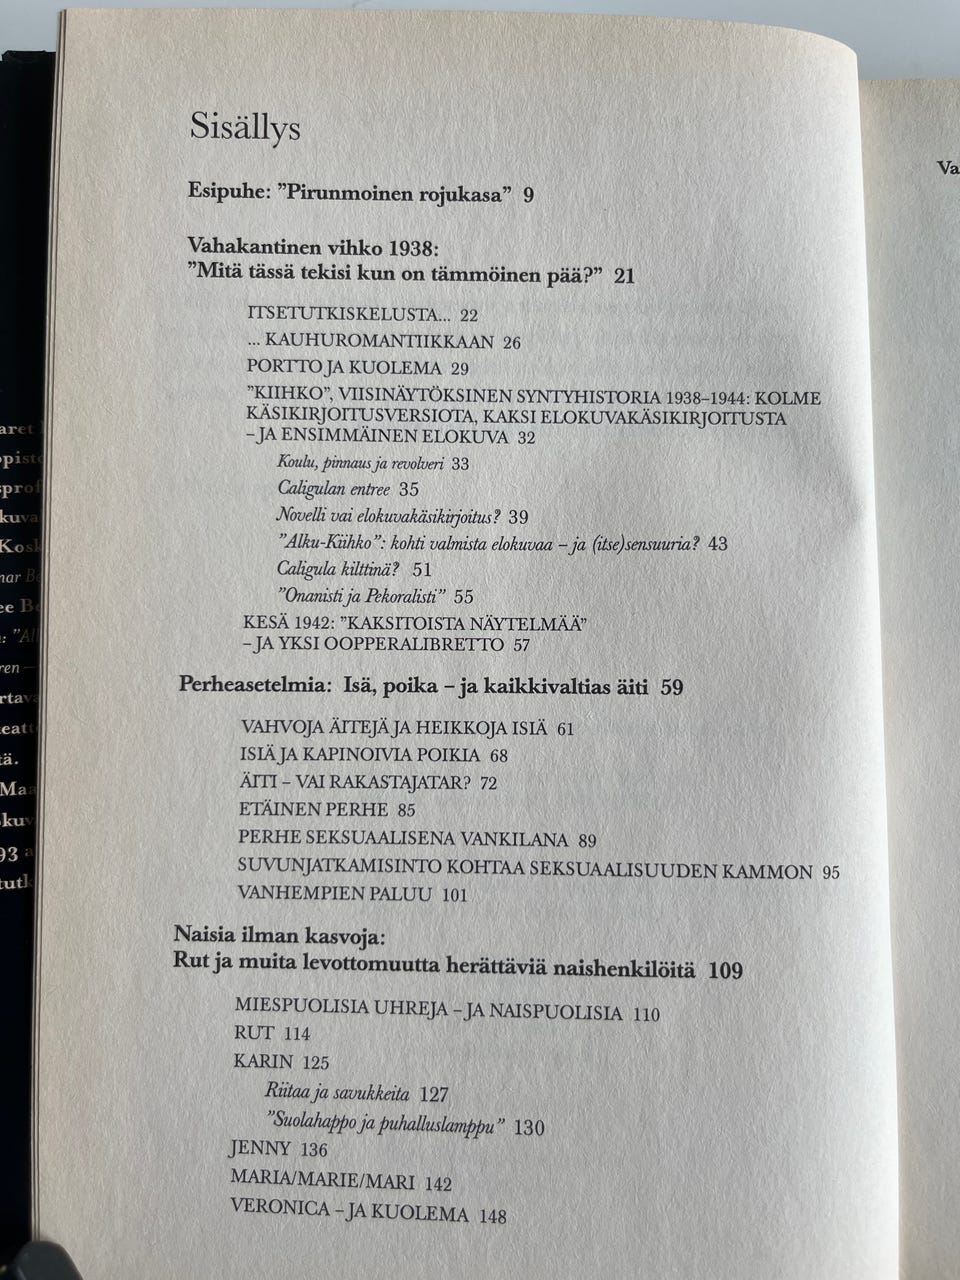 Sisällys
Esipuhe: ”Pirunmoinen rojukasa” 9
Vahakantinen vihko 1938:
”Mitä tässä tekisi kun on tämmöinen pää?” 21
ITSETUTKISKELUSTA... 22
... KAUHUROMANTIIKKAAN 26
PORTTO JA KUOLEMA 29
”KIIHKO”, VIISINÄYTÖKSINEN SYNTYHISTORIA 1938–1944: KOLME
KÄSIKIRJOITUSVERSIOTA, KAKSI ELOKUVAKÄSIKIRJOITUSTA
– JA ENSIMMÄINEN ELOKUVA 32
Koulu, pinnaus ja revolveri 33
Caligulan entree 35
Novelli vai elokuvakäsikirjoitus? 39
”Alku-Kiihko”: kohti valmista elokuvaa – ja (itse)sensuuria? 43
Caligula kilttinä? 51
”Onanisti ja Pekoralisti” 55
KESÄ 1942: ”KAKSITOISTA NÄYTELMÄÄ”
– JA YKSI OOPPERALIBRETTO 57
Perheasetelmia: Isä, poika – ja kaikkivaltias äiti 59
VAHVOJA ÄITEJÄ JA HEIKKOJA ISIÄ 61
ISIÄ JA KAPINOIVIA POIKIA 68
ÄITI – VAI RAKASTAJATAR? 72
ETÄINEN PERHE 85
PERHE SEKSUAALISENA VANKILANA 89
SUVUNJATKAMISINTO KOHTAA SEKSUAALISUUDEN KAMMON 95
VANHEMPIEN PALUU 101
Naisia ilman kasvoja:
Rut ja muita levottomuutta herättäviä naishenkilöitä 109
MIESPUOLISIA UHREJA – JA NAISPUOLISIA 110
RUT 114
KARIN 125
Riitaa ja savukkeita 127
”Suolahappo ja puhalluslamppu” 130
JENNY 136
MARIA/MARIE/MARI 142
VERONICA – JA KUOLEMA 148